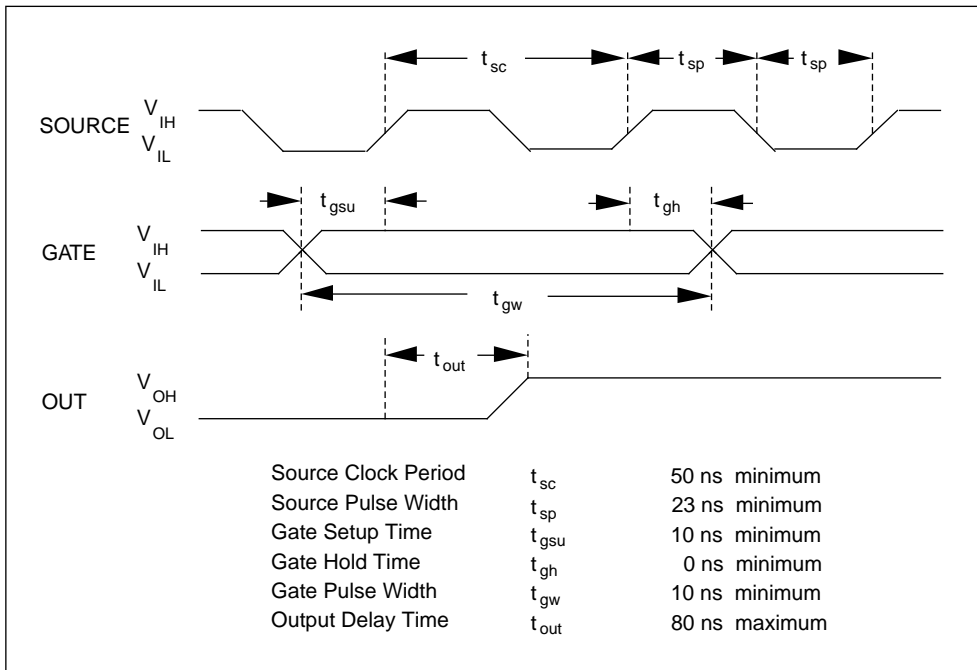 t sc t sp t sp
SOURCE V IH
V IL
t gsu t gh
GATE V IH
V IL
t gw
t out
OUT V OH
V OL
Source Clock Period t sc 50 ns minimum
Source Pulse Width t sp 23 ns minimum
Gate Setup Time t gsu 10 ns minimum
Gate Hold Time t gh 0 ns minimum
Gate Pulse Width t gw 10 ns minimum
Output Delay Time t out 80 ns maximum